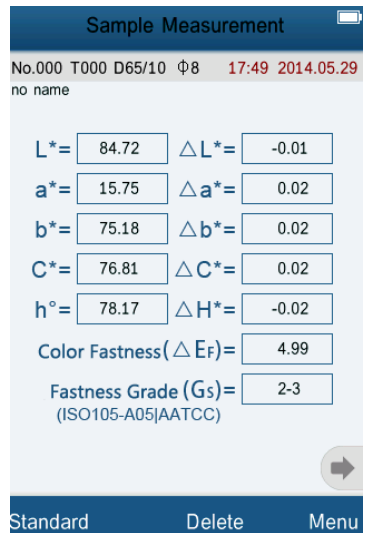 Sample Measurement
No.000 T000 D65/10 Φ8 17:49 2014.05.29
no name
L*= 84.72 △L*= -0.01
a*= 15.75 △a*= 0.02
b*= 75.18 △b*= 0.02
C*= 76.81 △C*= 0.02
h°= 78.17 △H*= -0.02
Color Fastness(△EF)= 4.99
Fastness Grade (Gs)= 2-3
(ISO105-A05|AATCC)
Standard Delete Menu